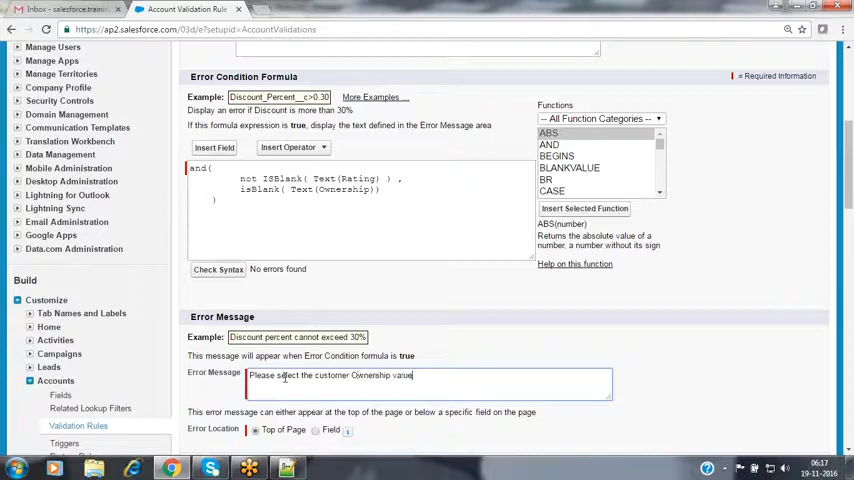 Inbox - salesforce.trainin
Account Validation Rules
https://ap2.salesforce.com/03d/e?setupid=AccountValidations
Manage Users
Manage Apps
Manage Territories
Company Profile
Security Controls
Domain Management
Communication Templates
Translation Workbench
Mobile Administration
Desktop Administration
Lightning for Outlook
Lightning Sync
Email Administration
Google Apps
Data.com Administration
Build
Customize
Tab Names and Labels
Home
Activities
Campaigns
Leads
Accounts
Fields
Related Lookup Filters
Validation Rules
Triggers
Error Condition Formula
= Required Information
Example: Discount_Percent__c>0.30 More Examples ...
Display an error if Discount is more than 30%
If this formula expression is true, display the text defined in the Error Message area
Insert Field Insert Operator
and(
not ISBlank( Text(Rating) ) ,
isBlank( Text(Ownership))
)
Functions
-- All Function Categories --
ABS
AND
BEGINS
BLANKVALUE
BR
CASE
Insert Selected Function
ABS(number)
Returns the absolute value of a
number, a number without its sign
Help on this function
Check Syntax No errors found
Error Message
Example: Discount percent cannot exceed 30%
This message will appear when Error Condition formula is true
Error Message Please select the customer Ownership value
This error message can either appear at the top of the page or below a specific field on the page
Error Location Top of Page Field i
06:17
19-11-2016